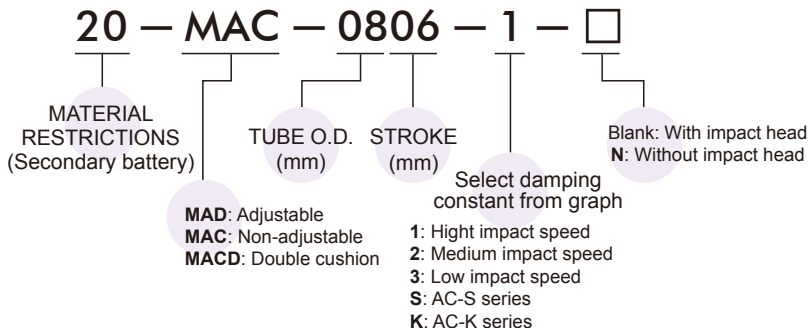 20 – MAC – 0806 – 1 – □
MATERIAL
RESTRICTIONS
(Secondary battery)
MAD: Adjustable
MAC: Non-adjustable
MACD: Double cushion
TUBE O.D.
(mm)
STROKE
(mm)
Select damping
constant from graph
1: Hight impact speed
2: Medium impact speed
3: Low impact speed
S: AC-S series
K: AC-K series
Blank: With impact head
N: Without impact head